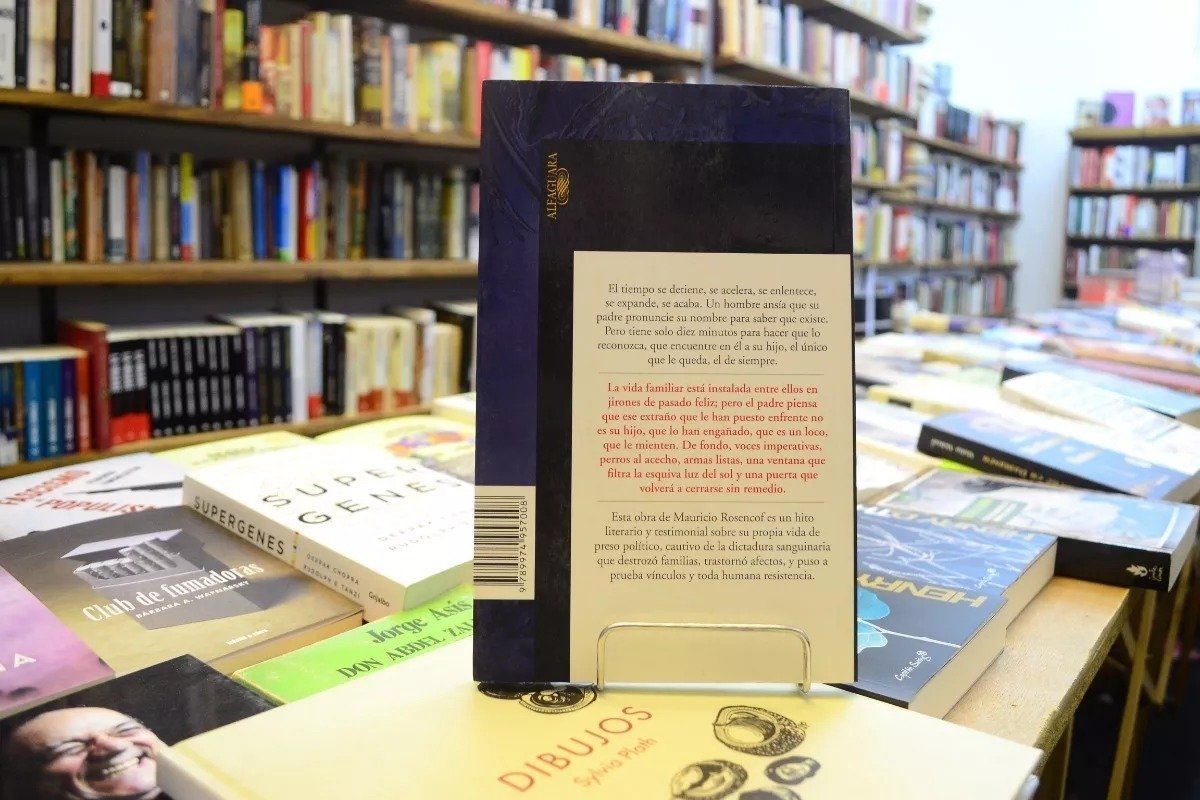 ALFAGUARA
El tiempo se detiene, se acelera, se enlentece,
se expande, se acaba. Un hombre ansía que su
padre pronuncie su nombre para saber que existe.
Pero tiene solo diez minutos para hacer que lo
reconozca, que encuentre en él a su hijo, el único
que le queda, el de siempre.
La vida familiar está instalada entre ellos en
jirones de pasado feliz; pero el padre piensa
que ese extraño que le han puesto enfrente no
es su hijo, que lo han engañado, que es un loco,
que le mienten. De fondo, voces imperativas,
perros al acecho, armas listas, una ventana que
filtra la esquiva luz del sol y una puerta que
volverá a cerrarse sin remedio.
Esta obra de Mauricio Rosencof es un hito
literario y testimonial sobre su propia vida de
preso político, cautivo de la dictadura sanguinaria
que destrozó familias, trastornó afectos, y puso a
prueba vínculos y toda humana resistencia.
9789974957008
SUPER
GENES
SUPERGENES
DEEPAK CHOPRA
RUDOLPH E. TANZI
Grijalbo
Club de fumadoras
BÁRBARA A.
Jorge Asís
DON ABDEL
DIBUJOS
Sylvia Plath
HENRY